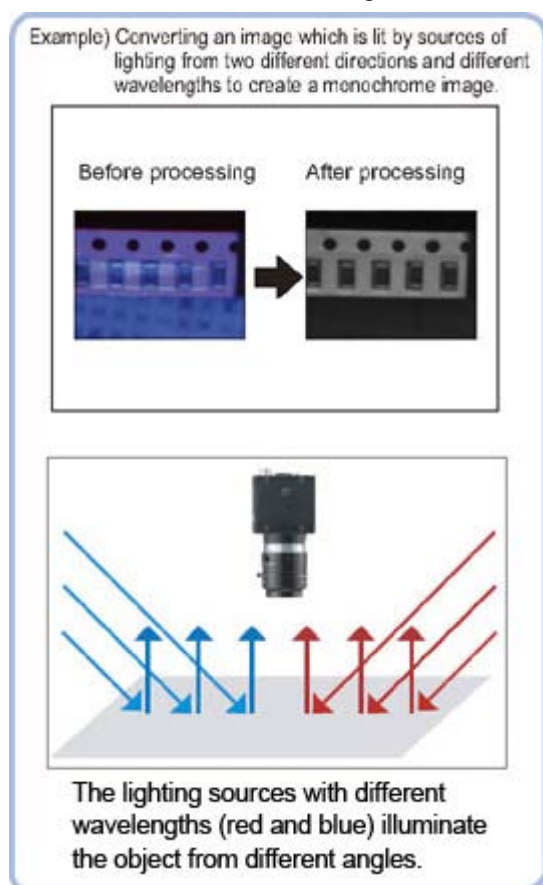 Example) Converting an image which is lit by sources of
lighting from two different directions and different
wavelengths to create a monochrome image.
Before processing
After processing
The lighting sources with different
wavelengths (red and blue) illuminate
the object from different angles.